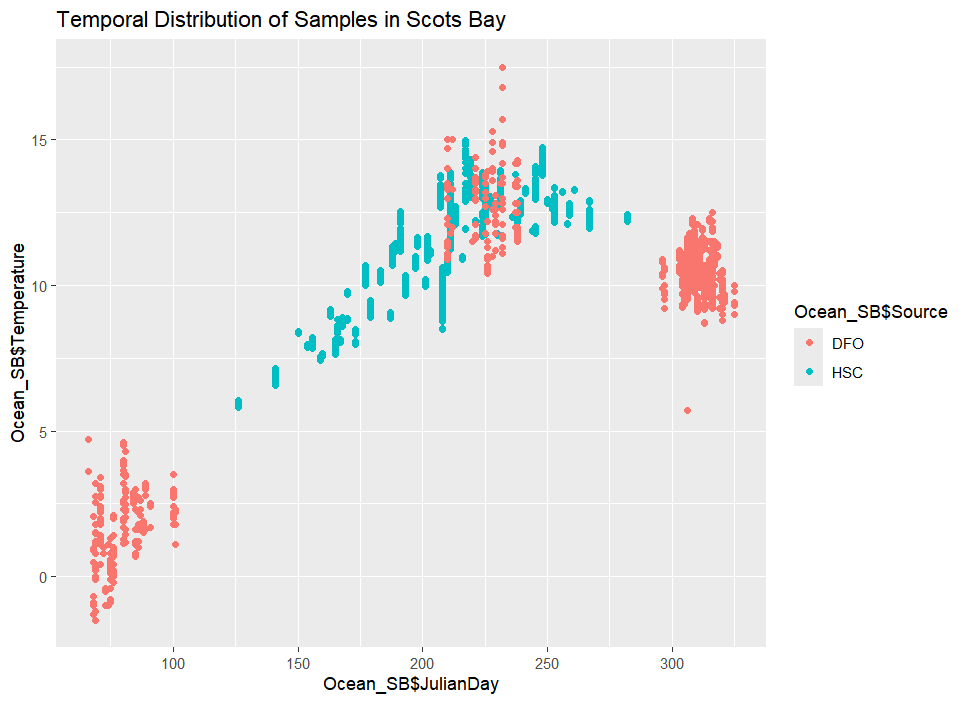 Temporal Distribution of Samples in Scots Bay
Ocean_SB$Temperature
15
10
5
0
100
150
200
250
300
Ocean_SB$JulianDay
Ocean_SB$Source
DFO
HSC